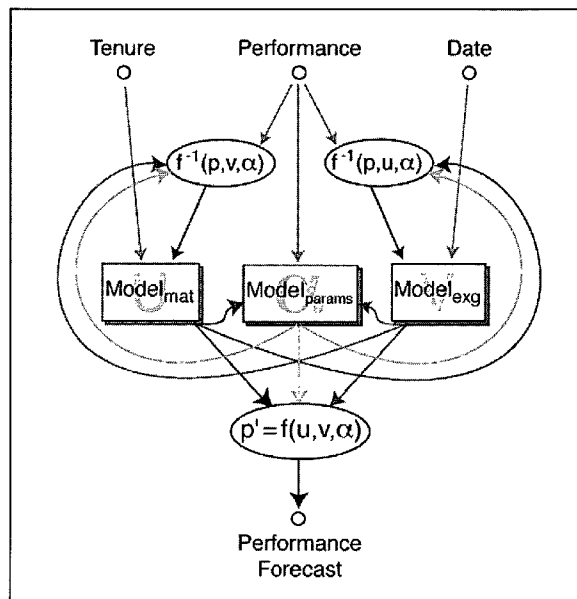 Tenure Performance Date
f⁻¹(p,v,α) f⁻¹(p,u,α)
U α V
Model_mat Model_params Model_exg
p' = f(u,v,α)
Performance
Forecast